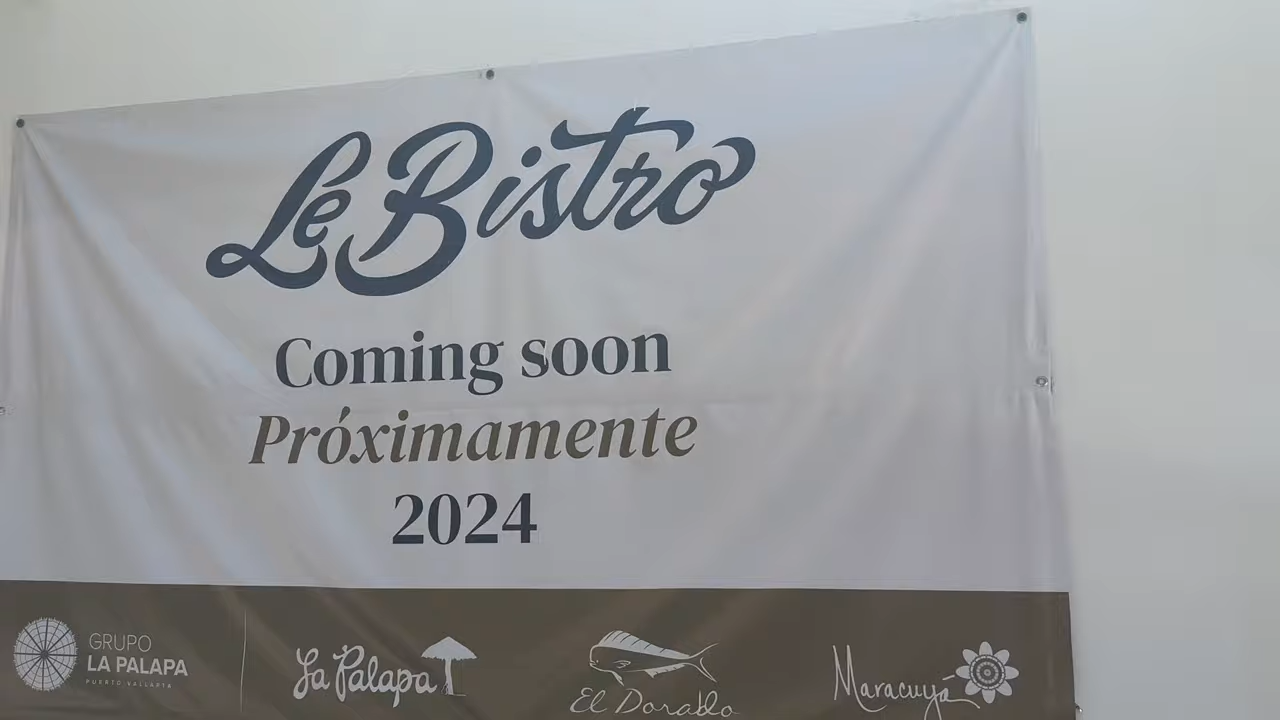 Le Bistro
Coming soon
Próximamente
2024
GRUPO
LA PALAPA
PUERTO VALLARTA
La Palapa
El Dorado
Maracuyá